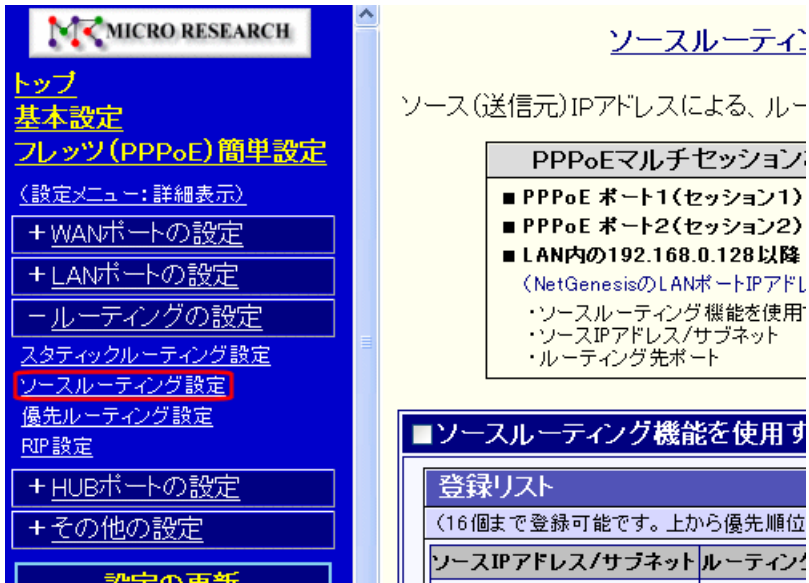 MICRO RESEARCH
トップ
基本設定
フレッツ(PPPoE)簡単設定
(設定メニュー:詳細表示)
+WANポートの設定
+LANポートの設定
−ルーティングの設定
スタティックルーティング設定
ソースルーティング設定
優先ルーティング設定
RIP設定
+HUBポートの設定
+その他の設定
設定の更新
ソースルーティン
ソース(送信元)IPアドレスによる、ルー
PPPoEマルチセッション
■PPPoE ポート1(セッション1)
■PPPoE ポート2(セッション2)
■LAN内の192.168.0.128以降
(NetGenesisのLANポートIPアドレ
・ソースルーティング機能を使用
・ソースIPアドレス/サブネット
・ルーティング先ポート
■ソースルーティング機能を使用す
登録リスト
(16個まで登録可能です。上から優先順位
ソースIPアドレス/サブネット
ルーティング